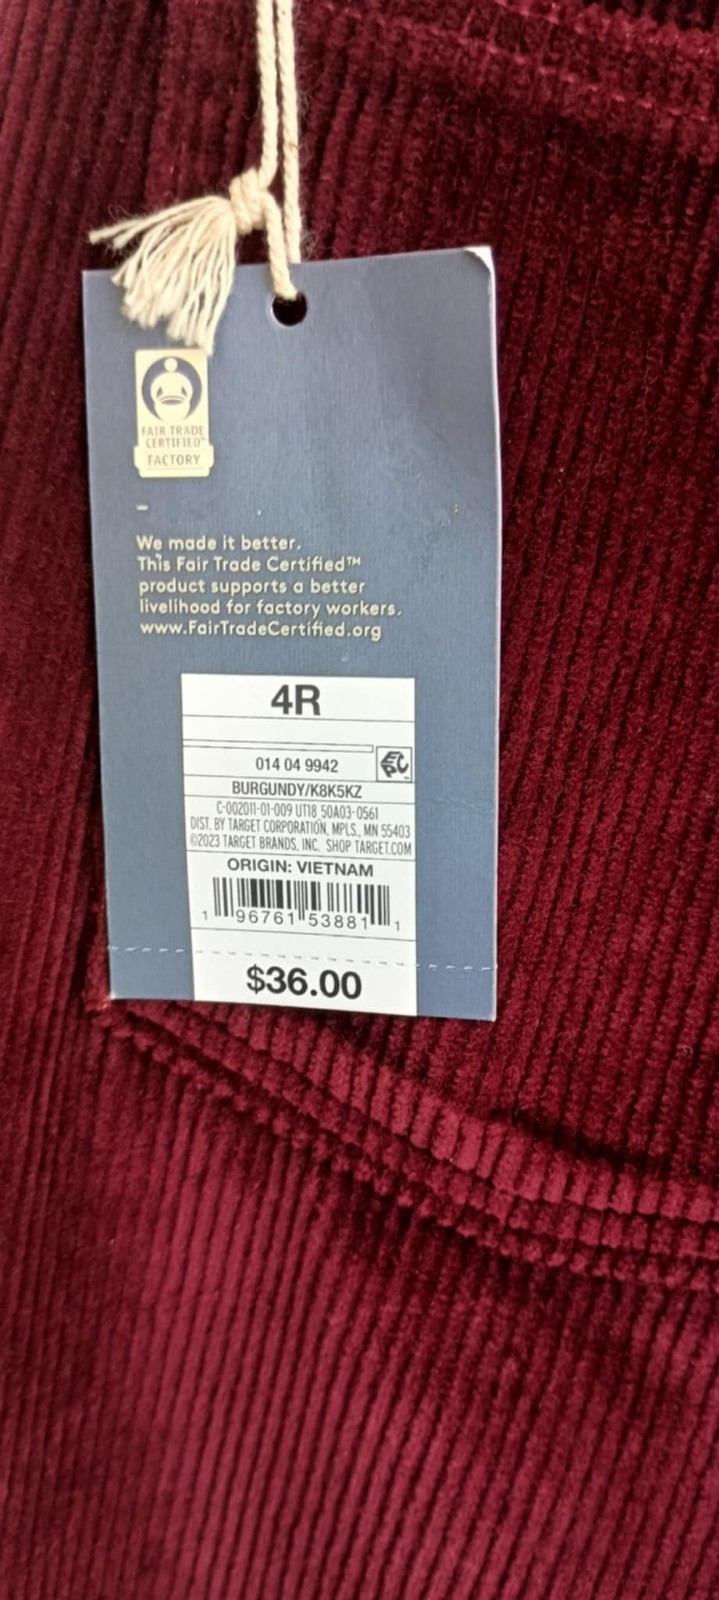 FAIR TRADE
CERTIFIED™
FACTORY
–
We made it better.
This Fair Trade Certified™
product supports a better
livelihood for factory workers.
www.FairTradeCertified.org
4R
014 04 9942
BURGUNDY/K8K5KZ
C-002011-01-009 UT18 50A03-0561
DIST. BY TARGET CORPORATION, MPLS., MN 55403
©2023 TARGET BRANDS, INC. SHOP TARGET.COM
ORIGIN: VIETNAM
1 96761 53881 1
$36.00